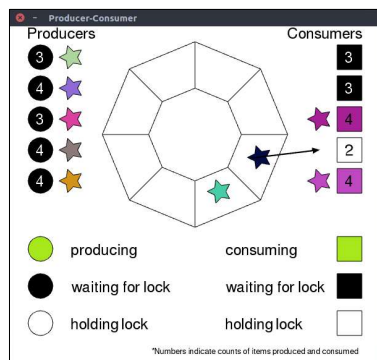 Producer-Consumer
Producers
Consumers
3
3
4
3
3
4
4
2
4
4
producing
consuming
waiting for lock
waiting for lock
holding lock
holding lock
*Numbers indicate counts of items produced and consumed